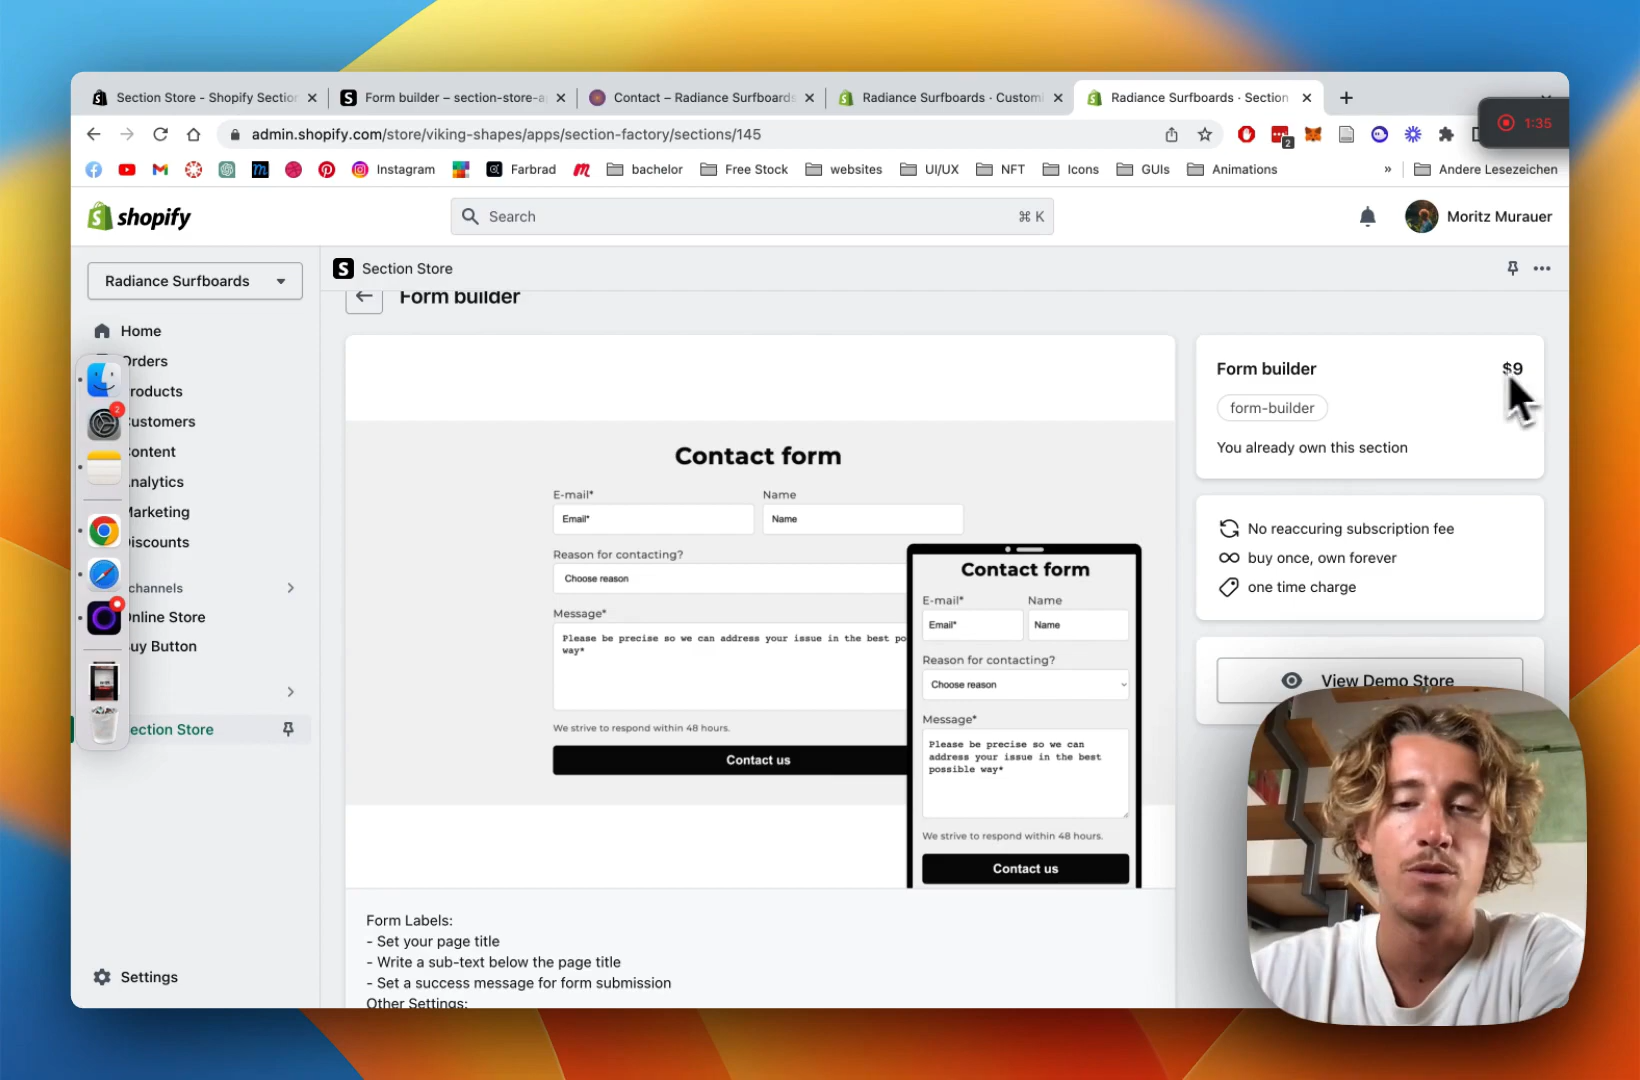 Section Store - Shopify Section
Form builder – section-store-a
Contact – Radiance Surfboards
Radiance Surfboards · Customi
Radiance Surfboards · Section
1:35
admin.shopify.com/store/viking-shapes/apps/section-factory/sections/145
2
Instagram
Farbrad
bachelor
Free Stock
websites
UI/UX
NFT
Icons
GUIs
Animations
»
Andere Lesezeichen
shopify
Search
⌘ K
Moritz Murauer
Radiance Surfboards
S Section Store
Form builder
Home
Orders
roducts
2
ustomers
ontent
nalytics
arketing
iscounts
channels
nline Store
uy Button
ection Store
Settings
Contact form
E-mail*
Name
Email*
Name
Reason for contacting?
Choose reason
Message*
Please be precise so we can address your issue in the best po
way*
We strive to respond within 48 hours.
Contact us
Contact form
E-mail*
Name
Email*
Name
Reason for contacting?
Choose reason
Message*
Please be precise so we can
address your issue in the best
possible way*
We strive to respond within 48 hours.
Contact us
Form Labels:
- Set your page title
- Write a sub-text below the page title
- Set a success message for form submission
Other Settings:
Form builder
$9
form-builder
You already own this section
No reaccuring subscription fee
buy once, own forever
one time charge
View Demo Store